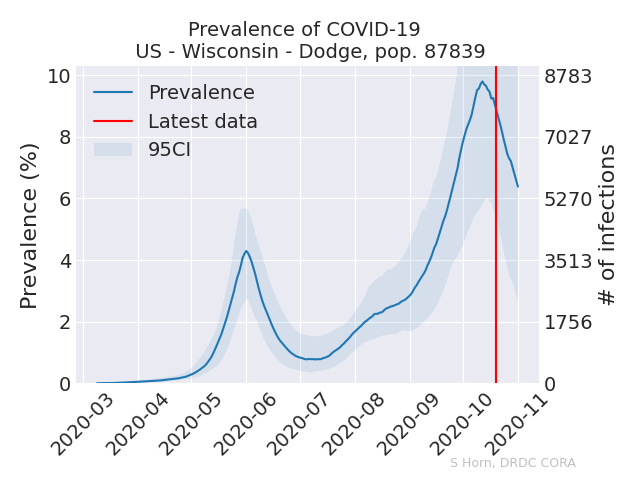 Prevalence of COVID-19
US - Wisconsin - Dodge, pop. 87839
Prevalence
Latest data
95CI
Prevalence (%)
10
8
6
4
2
0
8783
7027
5270
3513
1756
0
# of infections
2020-03
2020-04
2020-05
2020-06
2020-07
2020-08
2020-09
2020-10
2020-11
S Horn, DRDC CORA